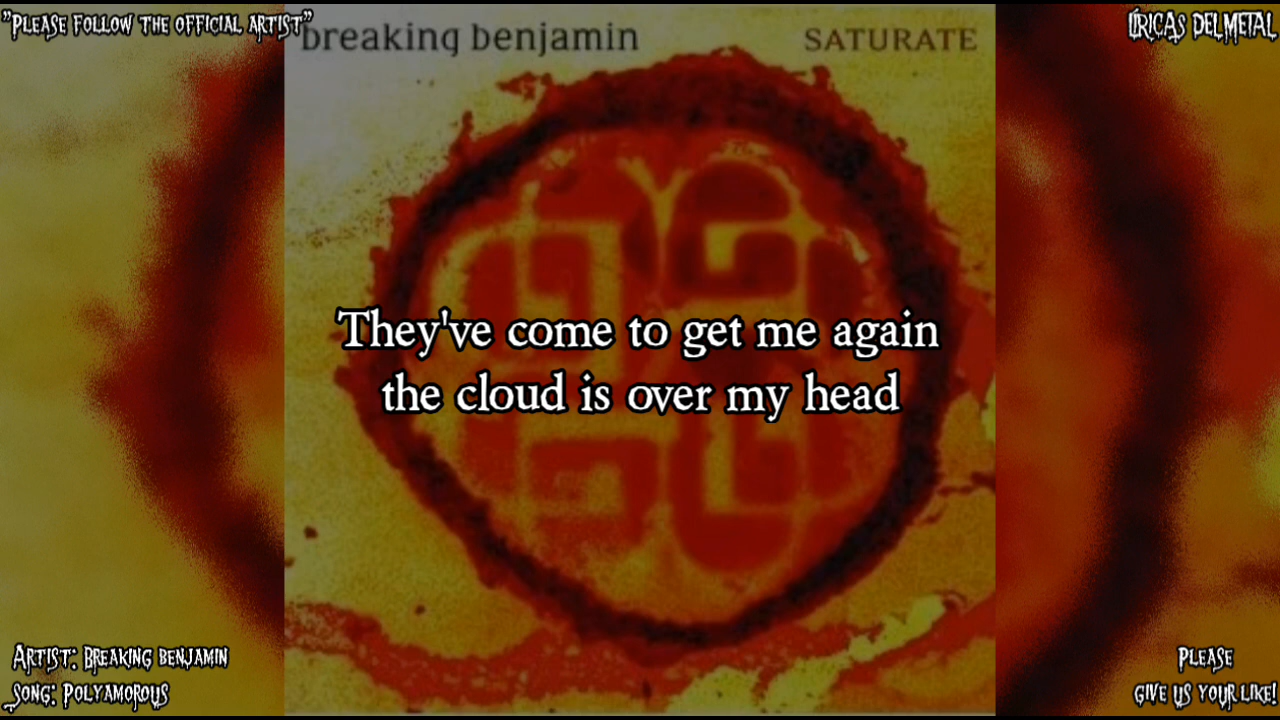 "Please follow the official artist"
Líricas del Metal
breaking benjamin
SATURATE
They've come to get me again
the cloud is over my head
Artist: Breaking benjamin
Song: Polyamorous
Please
give us your like!